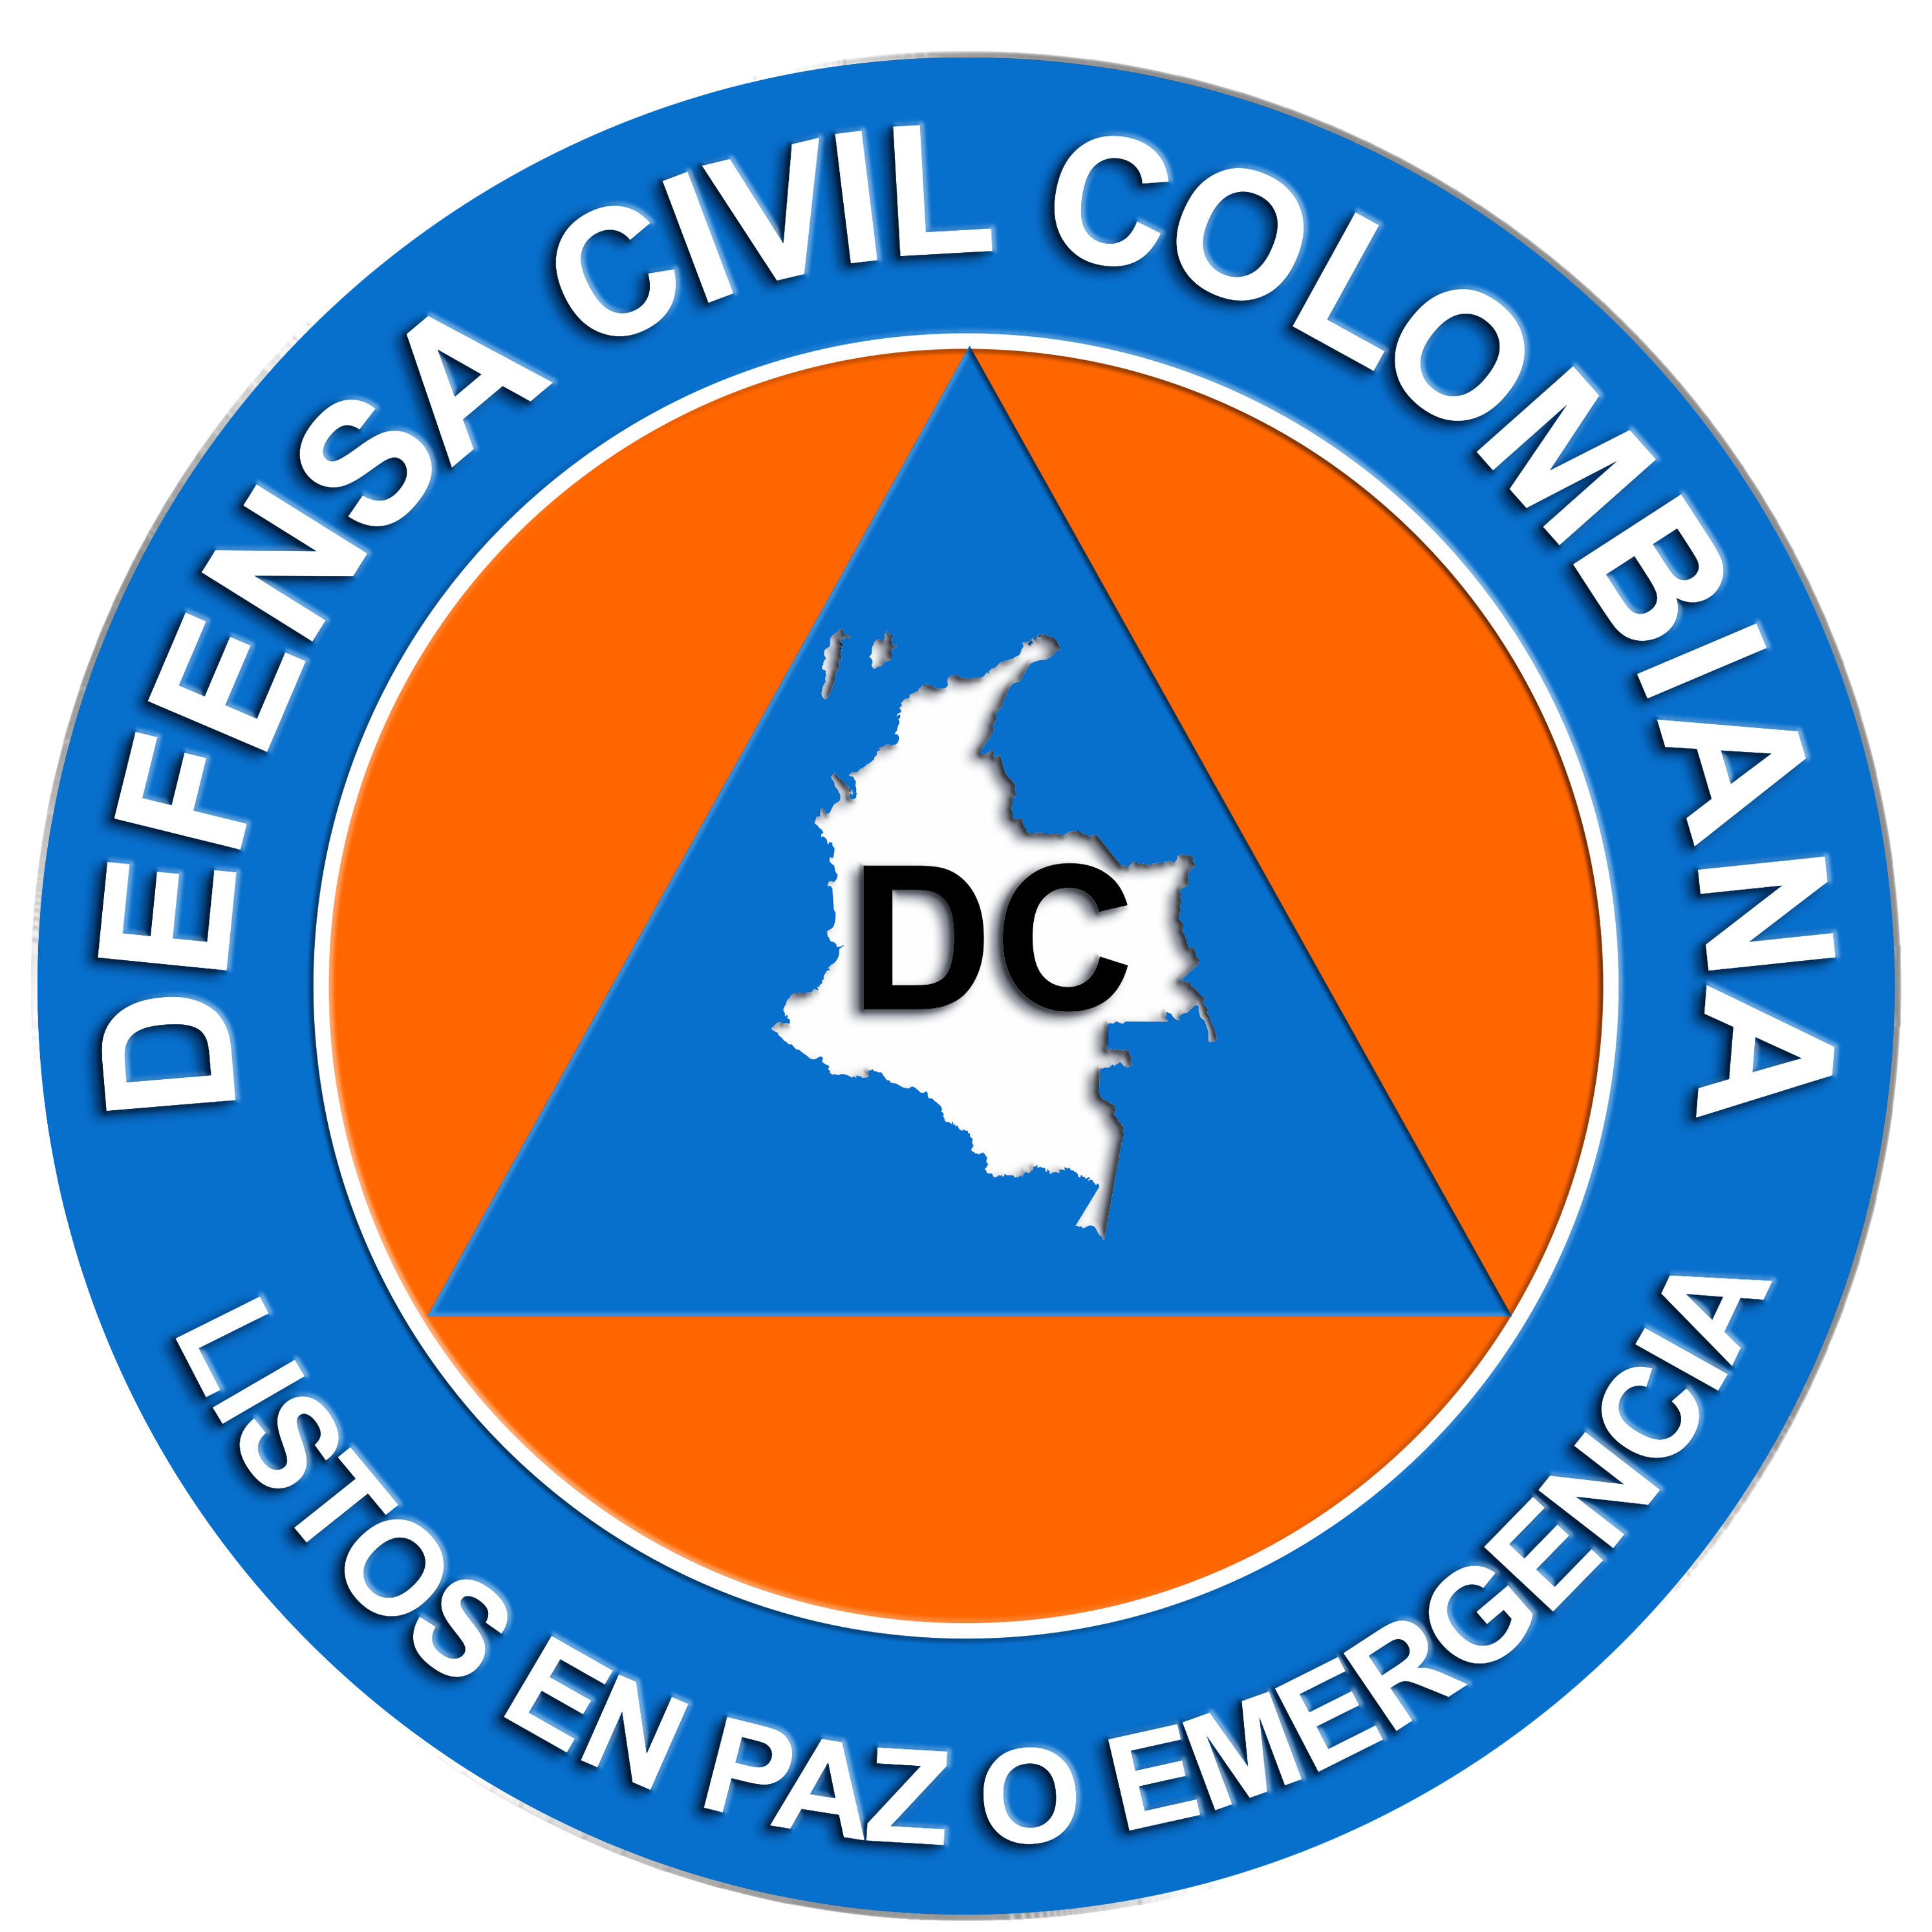 DEFENSA CIVIL COLOMBIANA
DC
LISTOS EN PAZ O EMERGENCIA